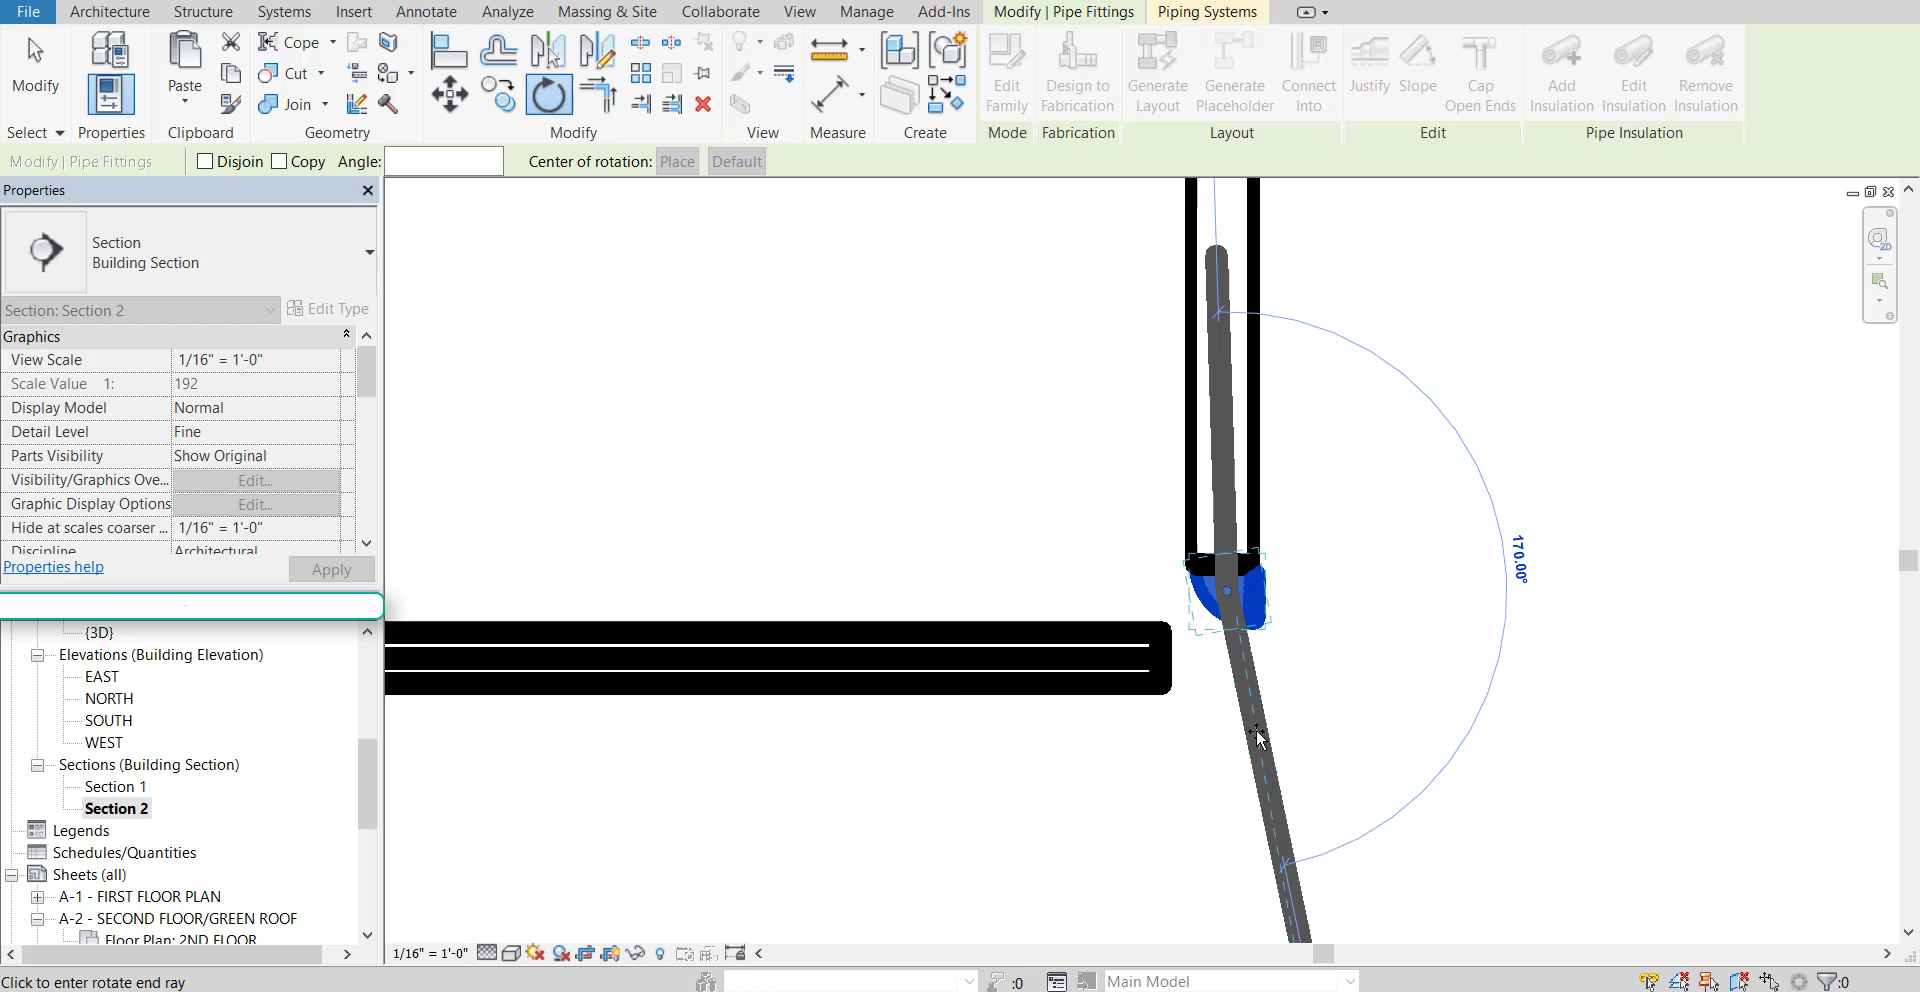 File Architecture Structure Systems Insert Annotate Analyze Massing & Site Collaborate View Manage Add-Ins Modify | Pipe Fittings Piping Systems
Modify
Select
Properties
Paste
Clipboard
Cope
Cut
Join
Geometry
Modify
View
Measure
Create
Edit Family
Mode
Design to Fabrication
Fabrication
Generate Layout
Generate Placeholder
Connect Into
Layout
Justify
Slope
Cap Open Ends
Edit
Add Insulation
Edit Insulation
Remove Insulation
Pipe Insulation
Modify | Pipe Fittings
Disjoin
Copy
Angle:
Center of rotation:
Place
Default
Properties
Section
Building Section
Section: Section 2
Edit Type
Graphics
View Scale 1/16" = 1'-0"
Scale Value 1: 192
Display Model Normal
Detail Level Fine
Parts Visibility Show Original
Visibility/Graphics Ove... Edit...
Graphic Display Options Edit...
Hide at scales coarser ... 1/16" = 1'-0"
Discipline Architectural
Properties help
Apply
{3D}
Elevations (Building Elevation)
EAST
NORTH
SOUTH
WEST
Sections (Building Section)
Section 1
Section 2
Legends
Schedules/Quantities
Sheets (all)
A-1 - FIRST FLOOR PLAN
A-2 - SECOND FLOOR/GREEN ROOF
Floor Plan: 2ND FLOOR
2D
170.00°
1/16" = 1'-0"
Click to enter rotate end ray
:0
Main Model
:0